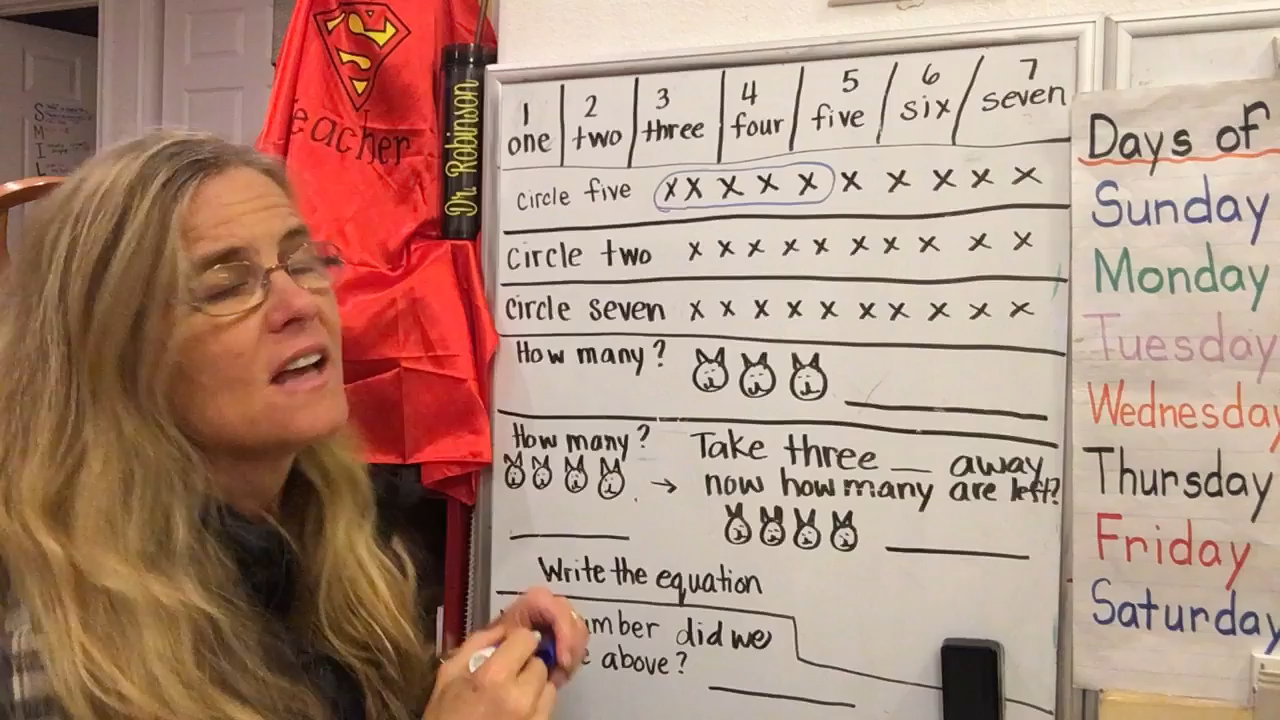 eacher
Dr. Robinson
1 2 3 4 5 6 7
one two three four five six seven
circle five x x x x x x x x x x
circle two x x x x x x x x x x
circle seven x x x x x x x x x x x
How many?
How many? Take three __ away
→ now how many are left?
Write the equation
did we
above?
Days of
Sunday
Monday
Tuesday
Wednesday
Thursday
Friday
Saturday
S
M
I
L